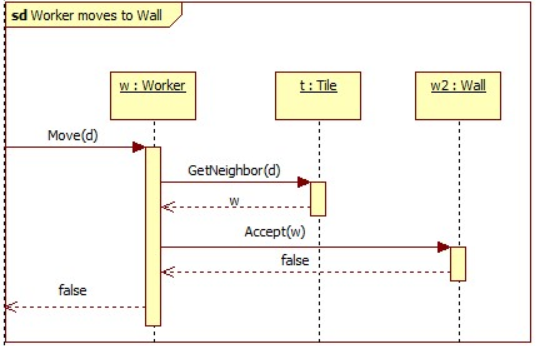 sd Worker moves to Wall
w : Worker
t : Tile
w2 : Wall
Move(d)
GetNeighbor(d)
w
Accept(w)
false
false